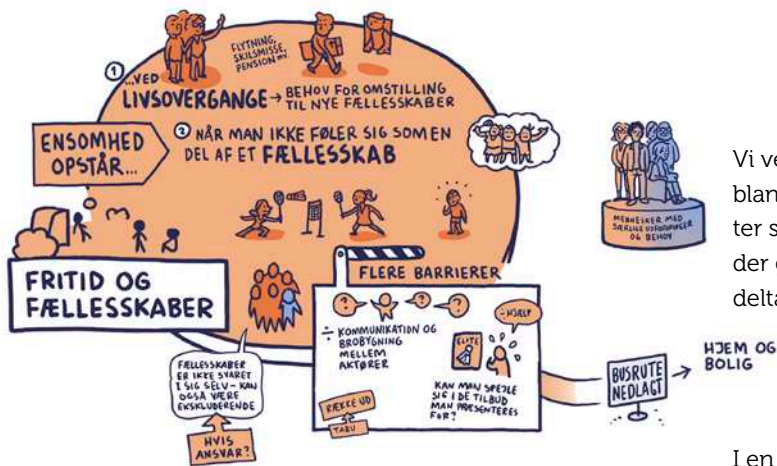 FLYTNING,
SKILSMISSE,
PENSION MV.
1
...VED
LIVSOVERGANGE → BEHOV FOR OMSTILLING
TIL NYE FÆLLESSKABER
2 NÅR MAN IKKE FØLER SIG SOM EN
DEL AF ET FÆLLESSKAB
ENSOMHED
OPSTÅR...
MENNESKER MED
SÆRLIGE UDFORDRINGER
OG BEHOV
FRITID OG
FÆLLESSKABER
FLERE BARRIERER
? ? ?
÷ KOMMUNIKATION OG
BROBYGNING
MELLEM
AKTØRER
RÆKKE UD
TABU
-HJÆLP
ELITE
KAN MAN SPEJLE
SIG I DE TILBUD
MAN PRÆSENTERES
FOR?
FÆLLESSKABER
ER IKKE SVARET
I SIG SELV - KAN
OGSÅ VÆRE
EKSKLUDERENDE
HVIS
ANSVAR?
BUSRUTE
NEDLAGT
→ HJEM OG
BOLIG
Vi ve
blan
ter s
der
delta
I en